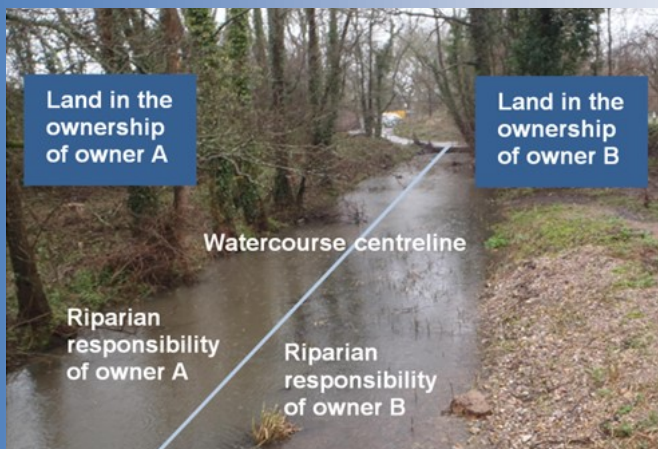 Land in the
ownership
of owner A
Land in the
ownership
of owner B
Watercourse centreline
Riparian
responsibility
of owner A
Riparian
responsibility
of owner B